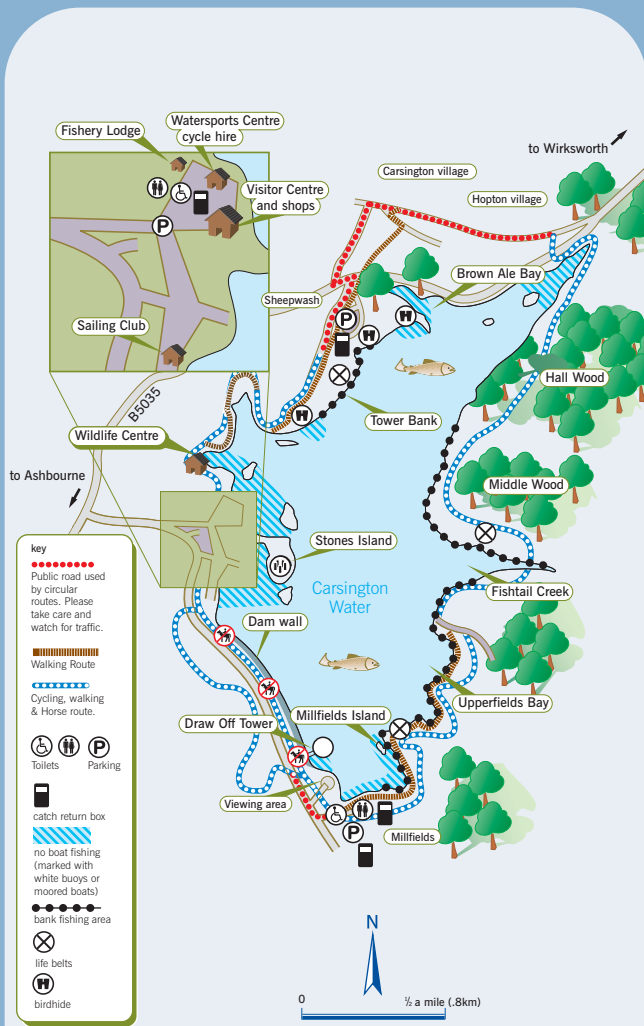 Fishery Lodge
Watersports Centre
cycle hire
Visitor Centre
and shops
P
Sailing Club
to Wirksworth
Carsington village
Hopton village
Brown Ale Bay
Sheepwash
P
H
H
H
Hall Wood
Tower Bank
B5035
Wildlife Centre
Middle Wood
to Ashbourne
Stones Island
Fishtail Creek
Carsington
Water
Dam wall
Upperfields Bay
Draw Off Tower
Millfields Island
Viewing area
P
Millfields
key
Public road used
by circular
routes. Please
take care and
watch for traffic.
Walking Route
Cycling, walking
& Horse route.
P
Toilets
Parking
catch return box
no boat fishing
(marked with
white buoys or
moored boats)
bank fishing area
life belts
H
birdhide
N
0
½ a mile (.8km)